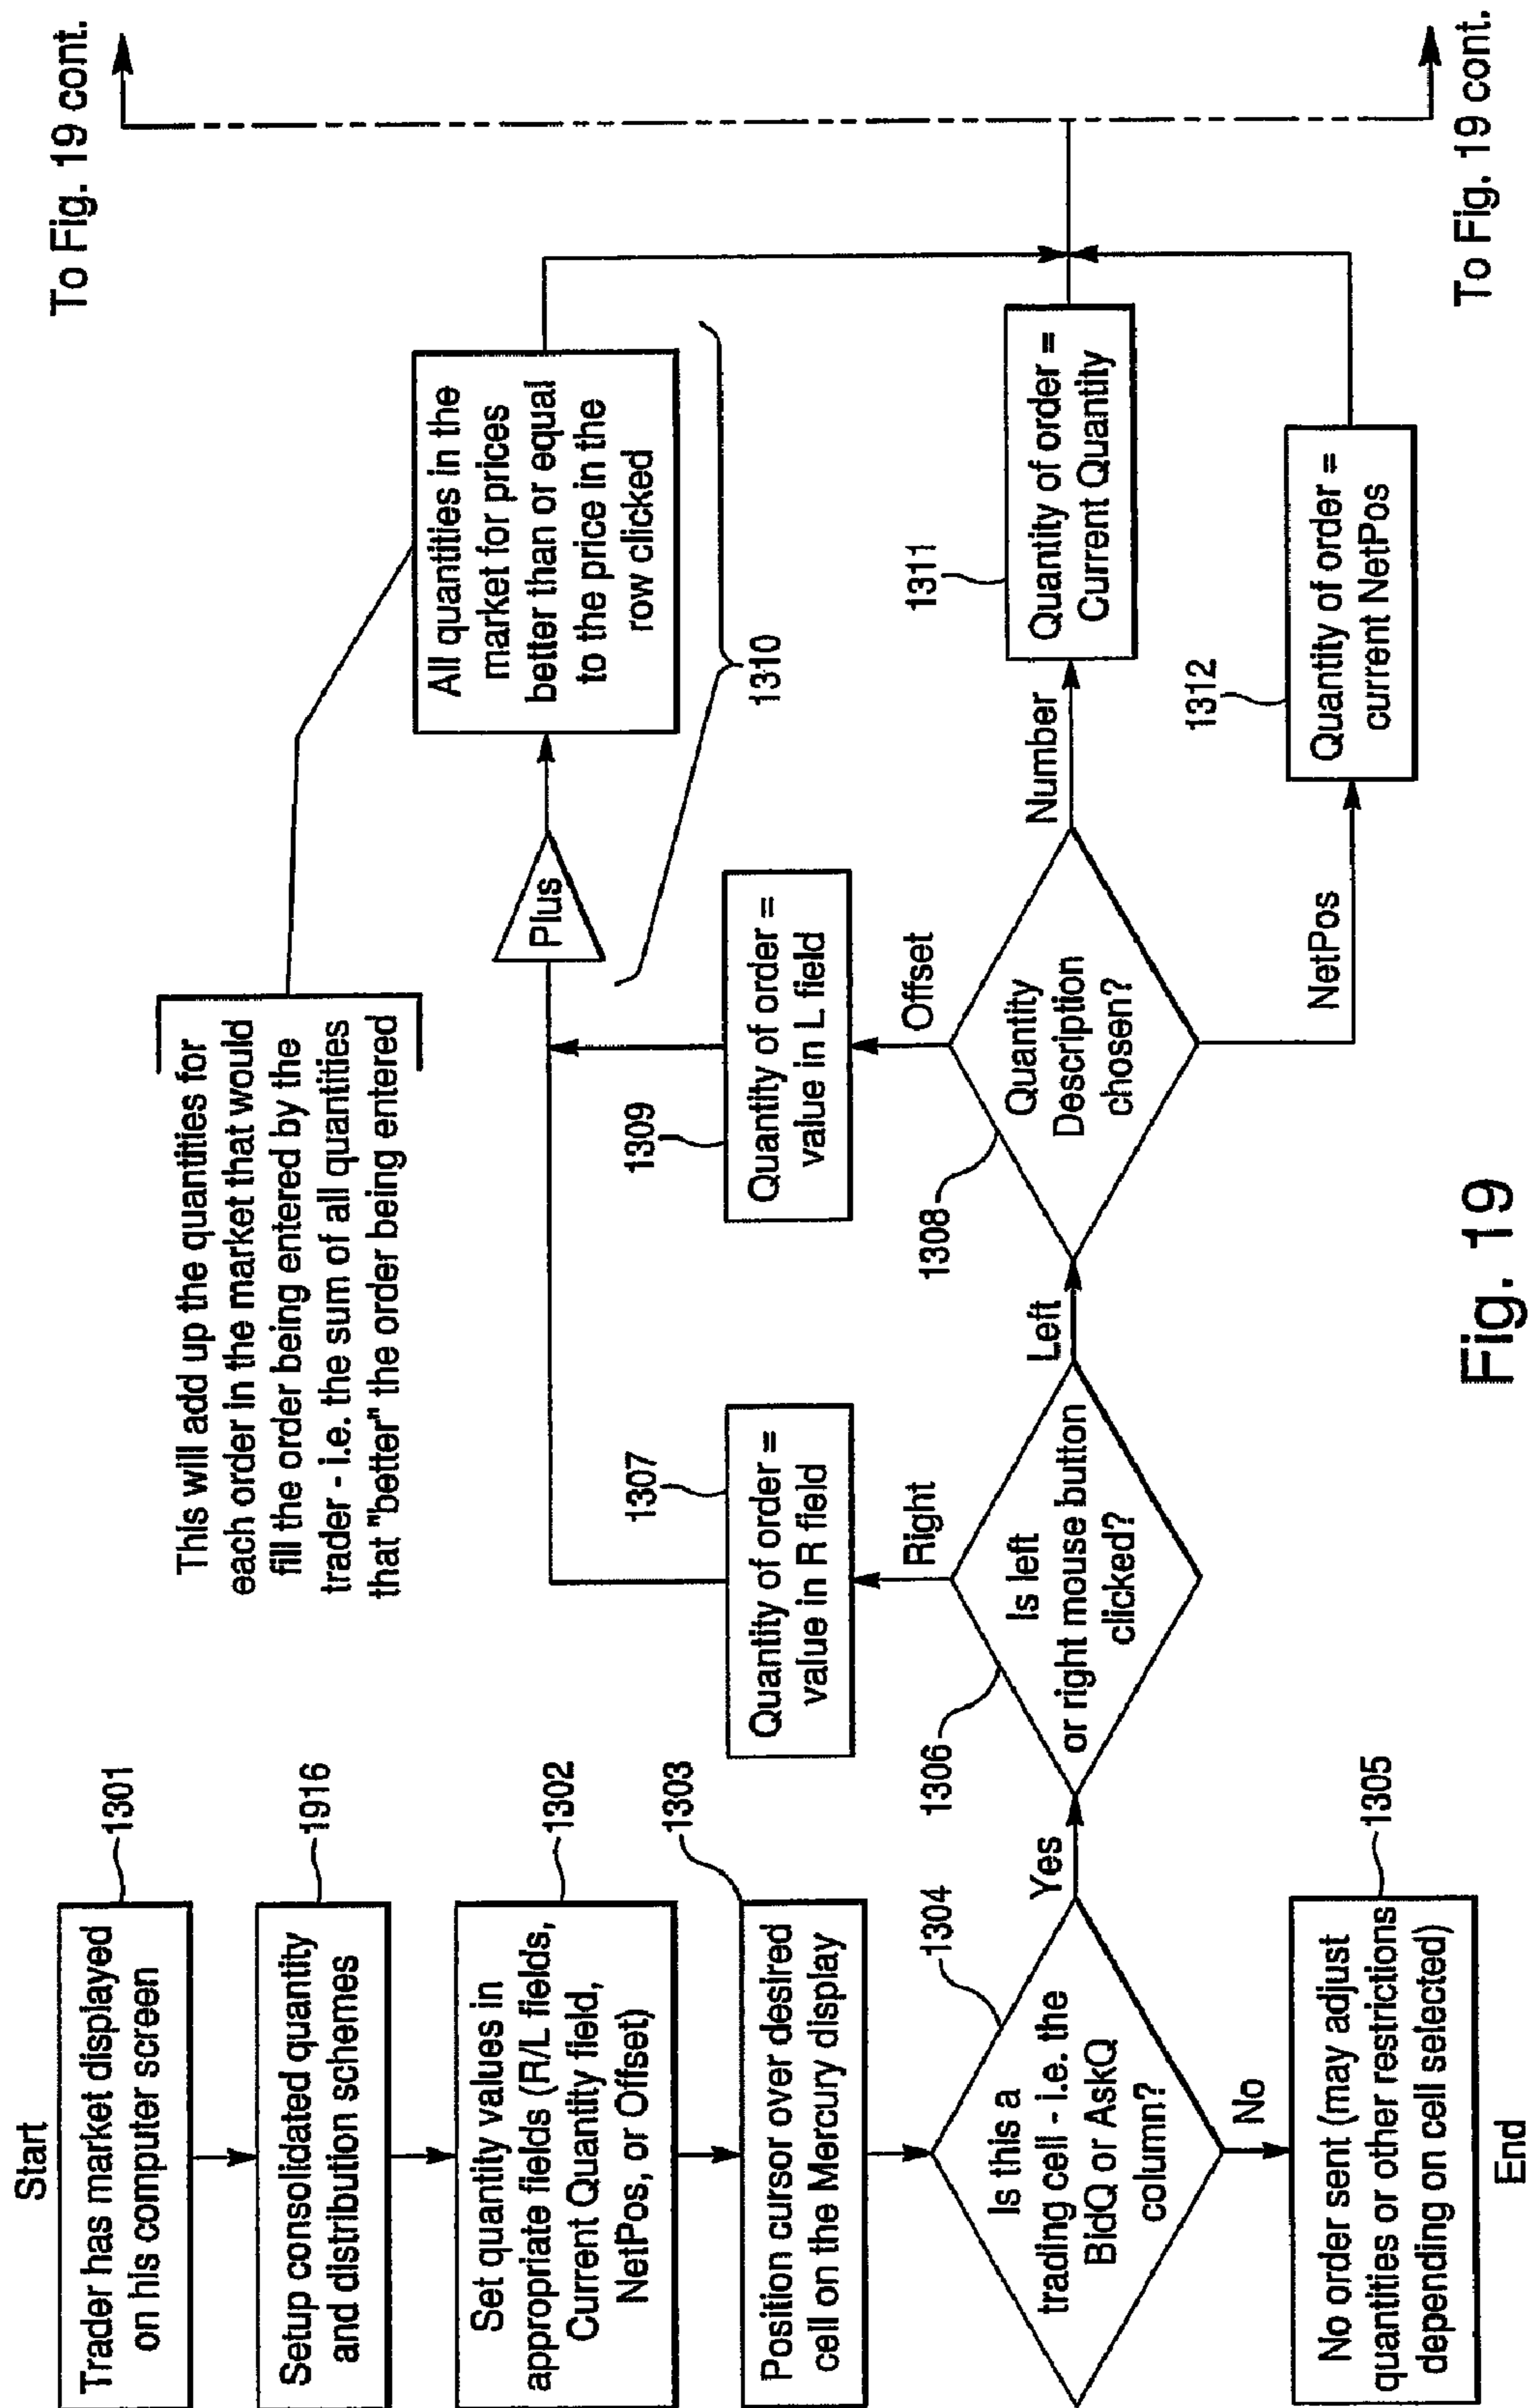 Start
Trader has market displayed
on his computer screen
1301
Setup consolidated quantity
and distribution schemes
1916
Set quantity values in
appropriate fields (R/L fields,
Current Quantity field,
NetPos, or Offset)
1302
Position cursor over desired
cell on the Mercury display
1303
Is this a
trading cell - i.e. the
BidQ or AskQ
column?
1304
Yes
No
No order sent (may adjust
quantities or other restrictions
depending on cell selected)
1305
End
Is left
or right mouse button
clicked?
1306
Right
Left
Quantity of order =
value in R field
1307
Quantity
Description
chosen?
1308
Offset
Number
NetPos
Quantity of order =
value in L field
1309
This will add up the quantities for
each order in the market that would
fill the order being entered by the
trader - i.e. the sum of all quantities
that "better" the order being entered
Plus
All quantities in the
market for prices
better than or equal
to the price in the
row clicked
1310
Quantity of order =
Current Quantity
1311
Quantity of order =
current NetPos
1312
To Fig. 19 cont.
To Fig. 19 cont.
Fig. 19